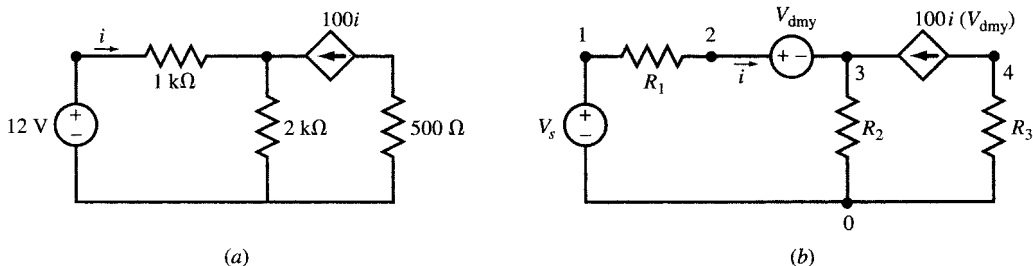 100i
i
1 kΩ
12 V
+
−
2 kΩ
500 Ω
(a)
V_dmy
100i (V_dmy)
1
2
+ −
R_1
i
3
4
V_s
+
−
R_2
R_3
0
(b)